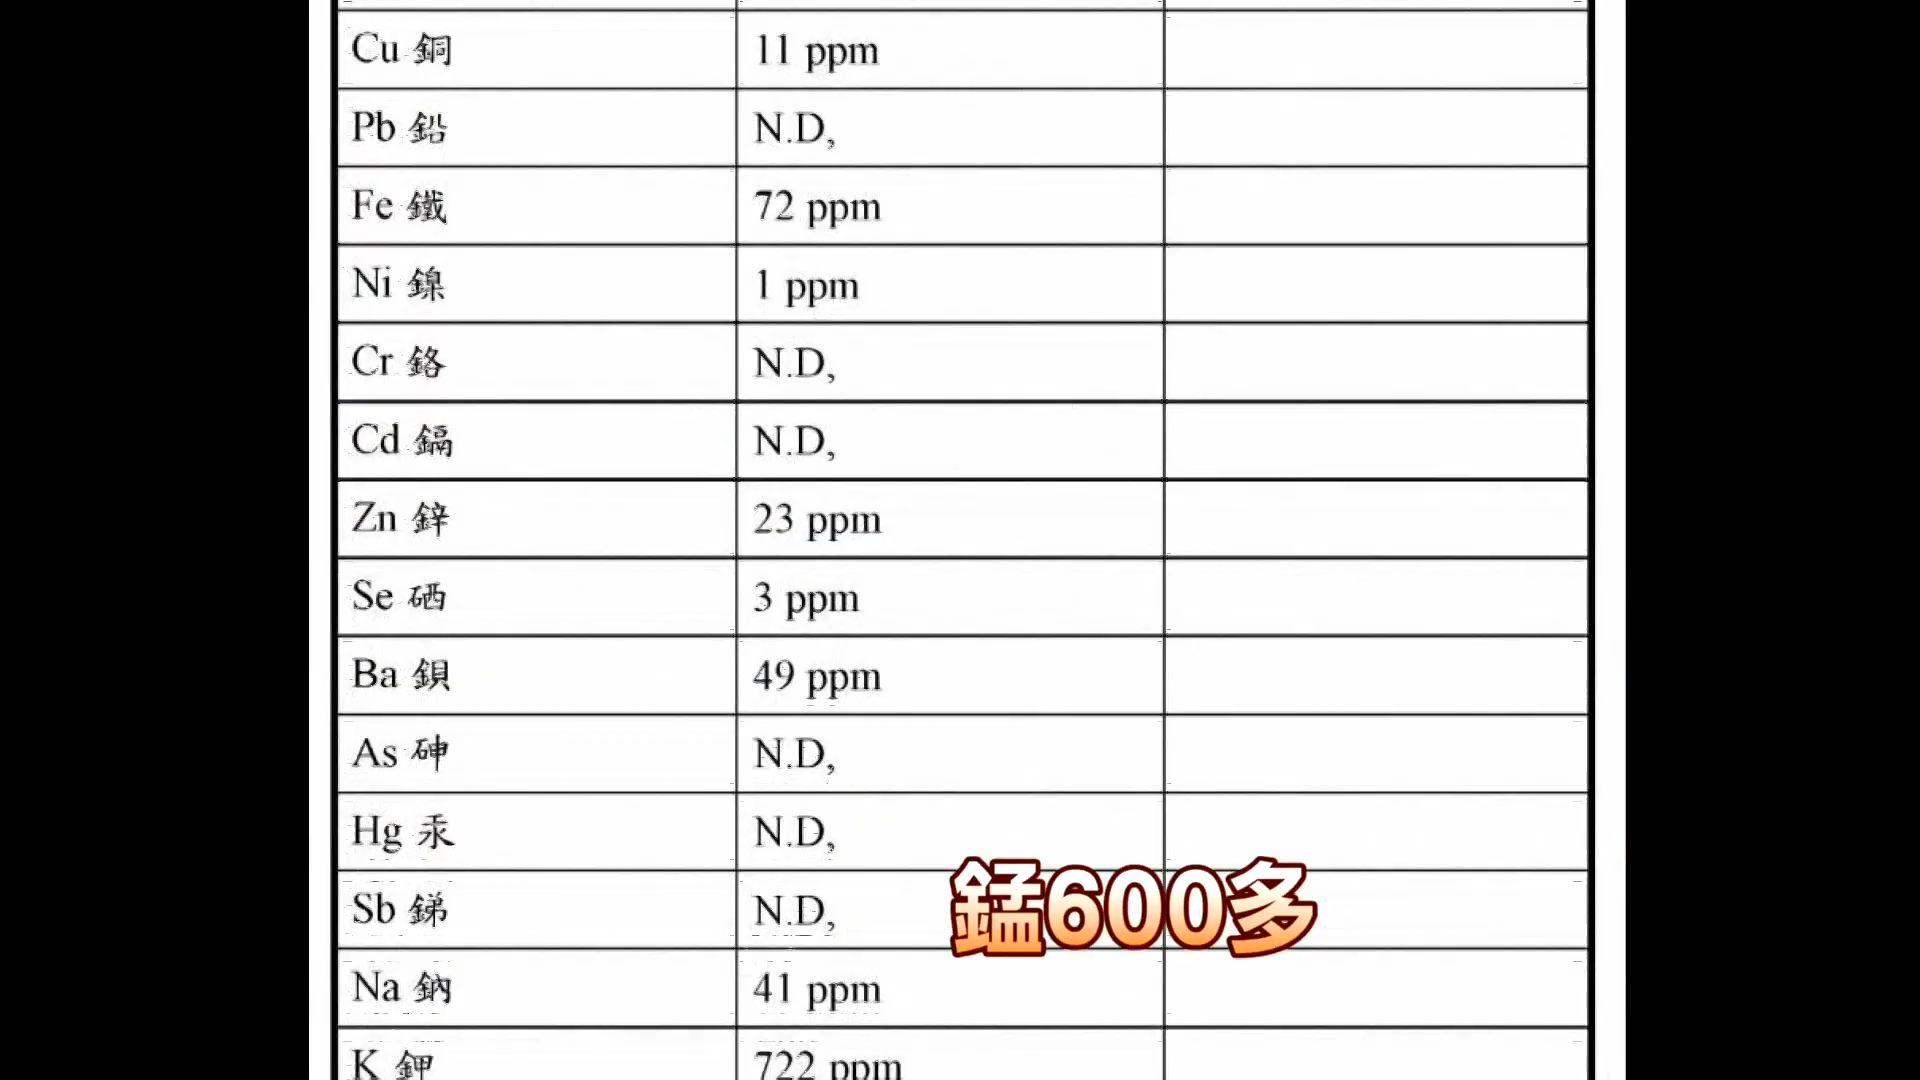 Cu 銅 11 ppm
Pb 鉛 N.D,
Fe 鐵 72 ppm
Ni 鎳 1 ppm
Cr 鉻 N.D,
Cd 鎘 N.D,
Zn 鋅 23 ppm
Se 硒 3 ppm
Ba 鋇 49 ppm
As 砷 N.D,
Hg 汞 N.D,
Sb 銻 N.D,
錳600多
Na 鈉 41 ppm
K 鉀 722 ppm